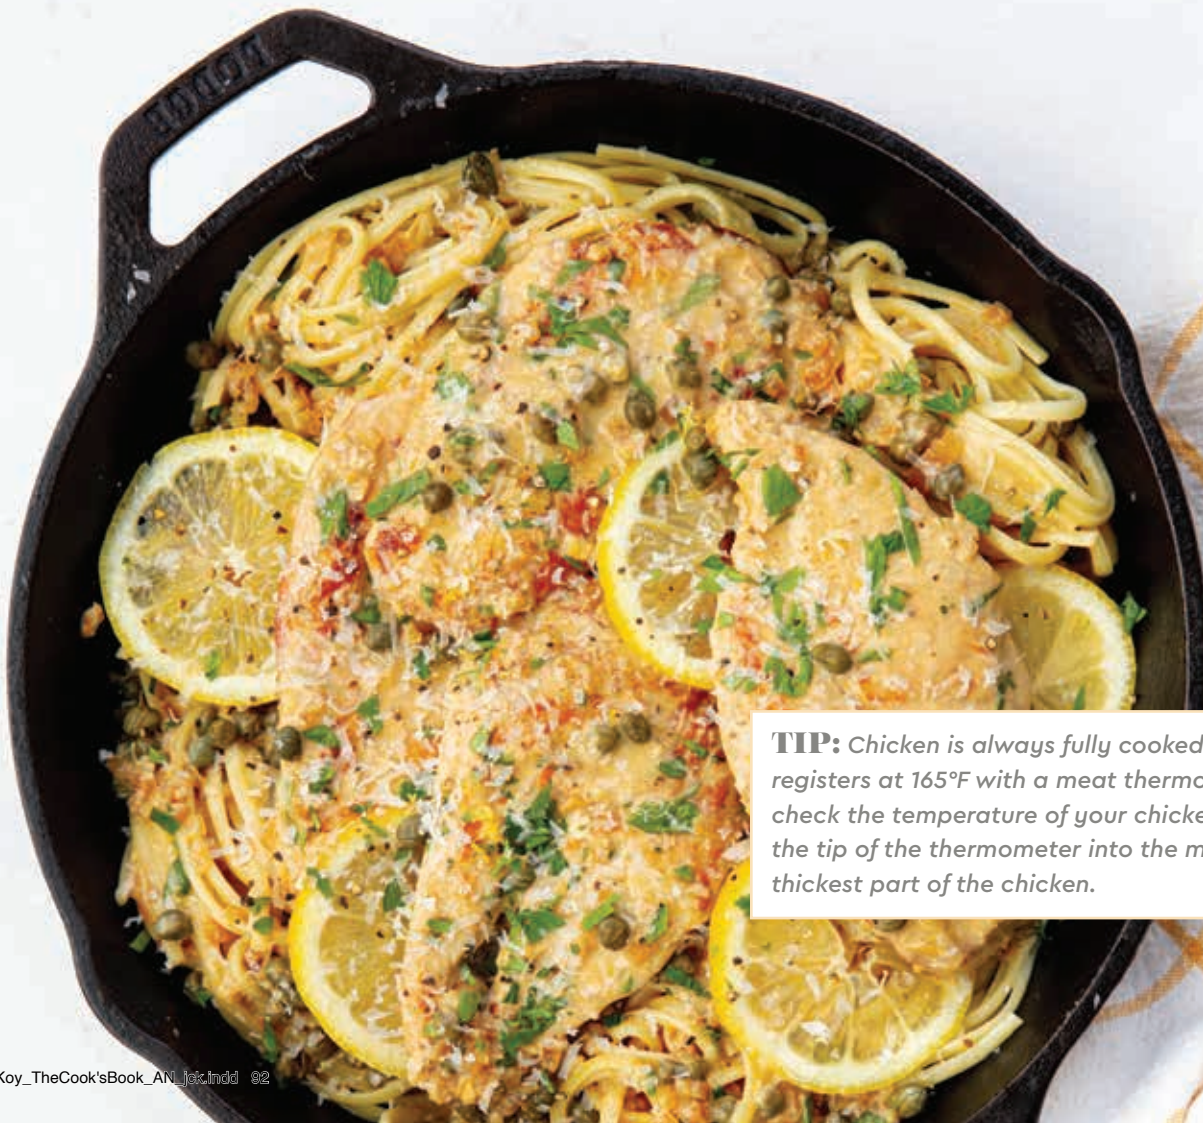 LODGE
TIP: Chicken is always fully cooked
registers at 165°F with a meat thermo
check the temperature of your chicke
the tip of the thermometer into the m
thickest part of the chicken.
Koy_TheCook'sBook_AN_jck.indd 92